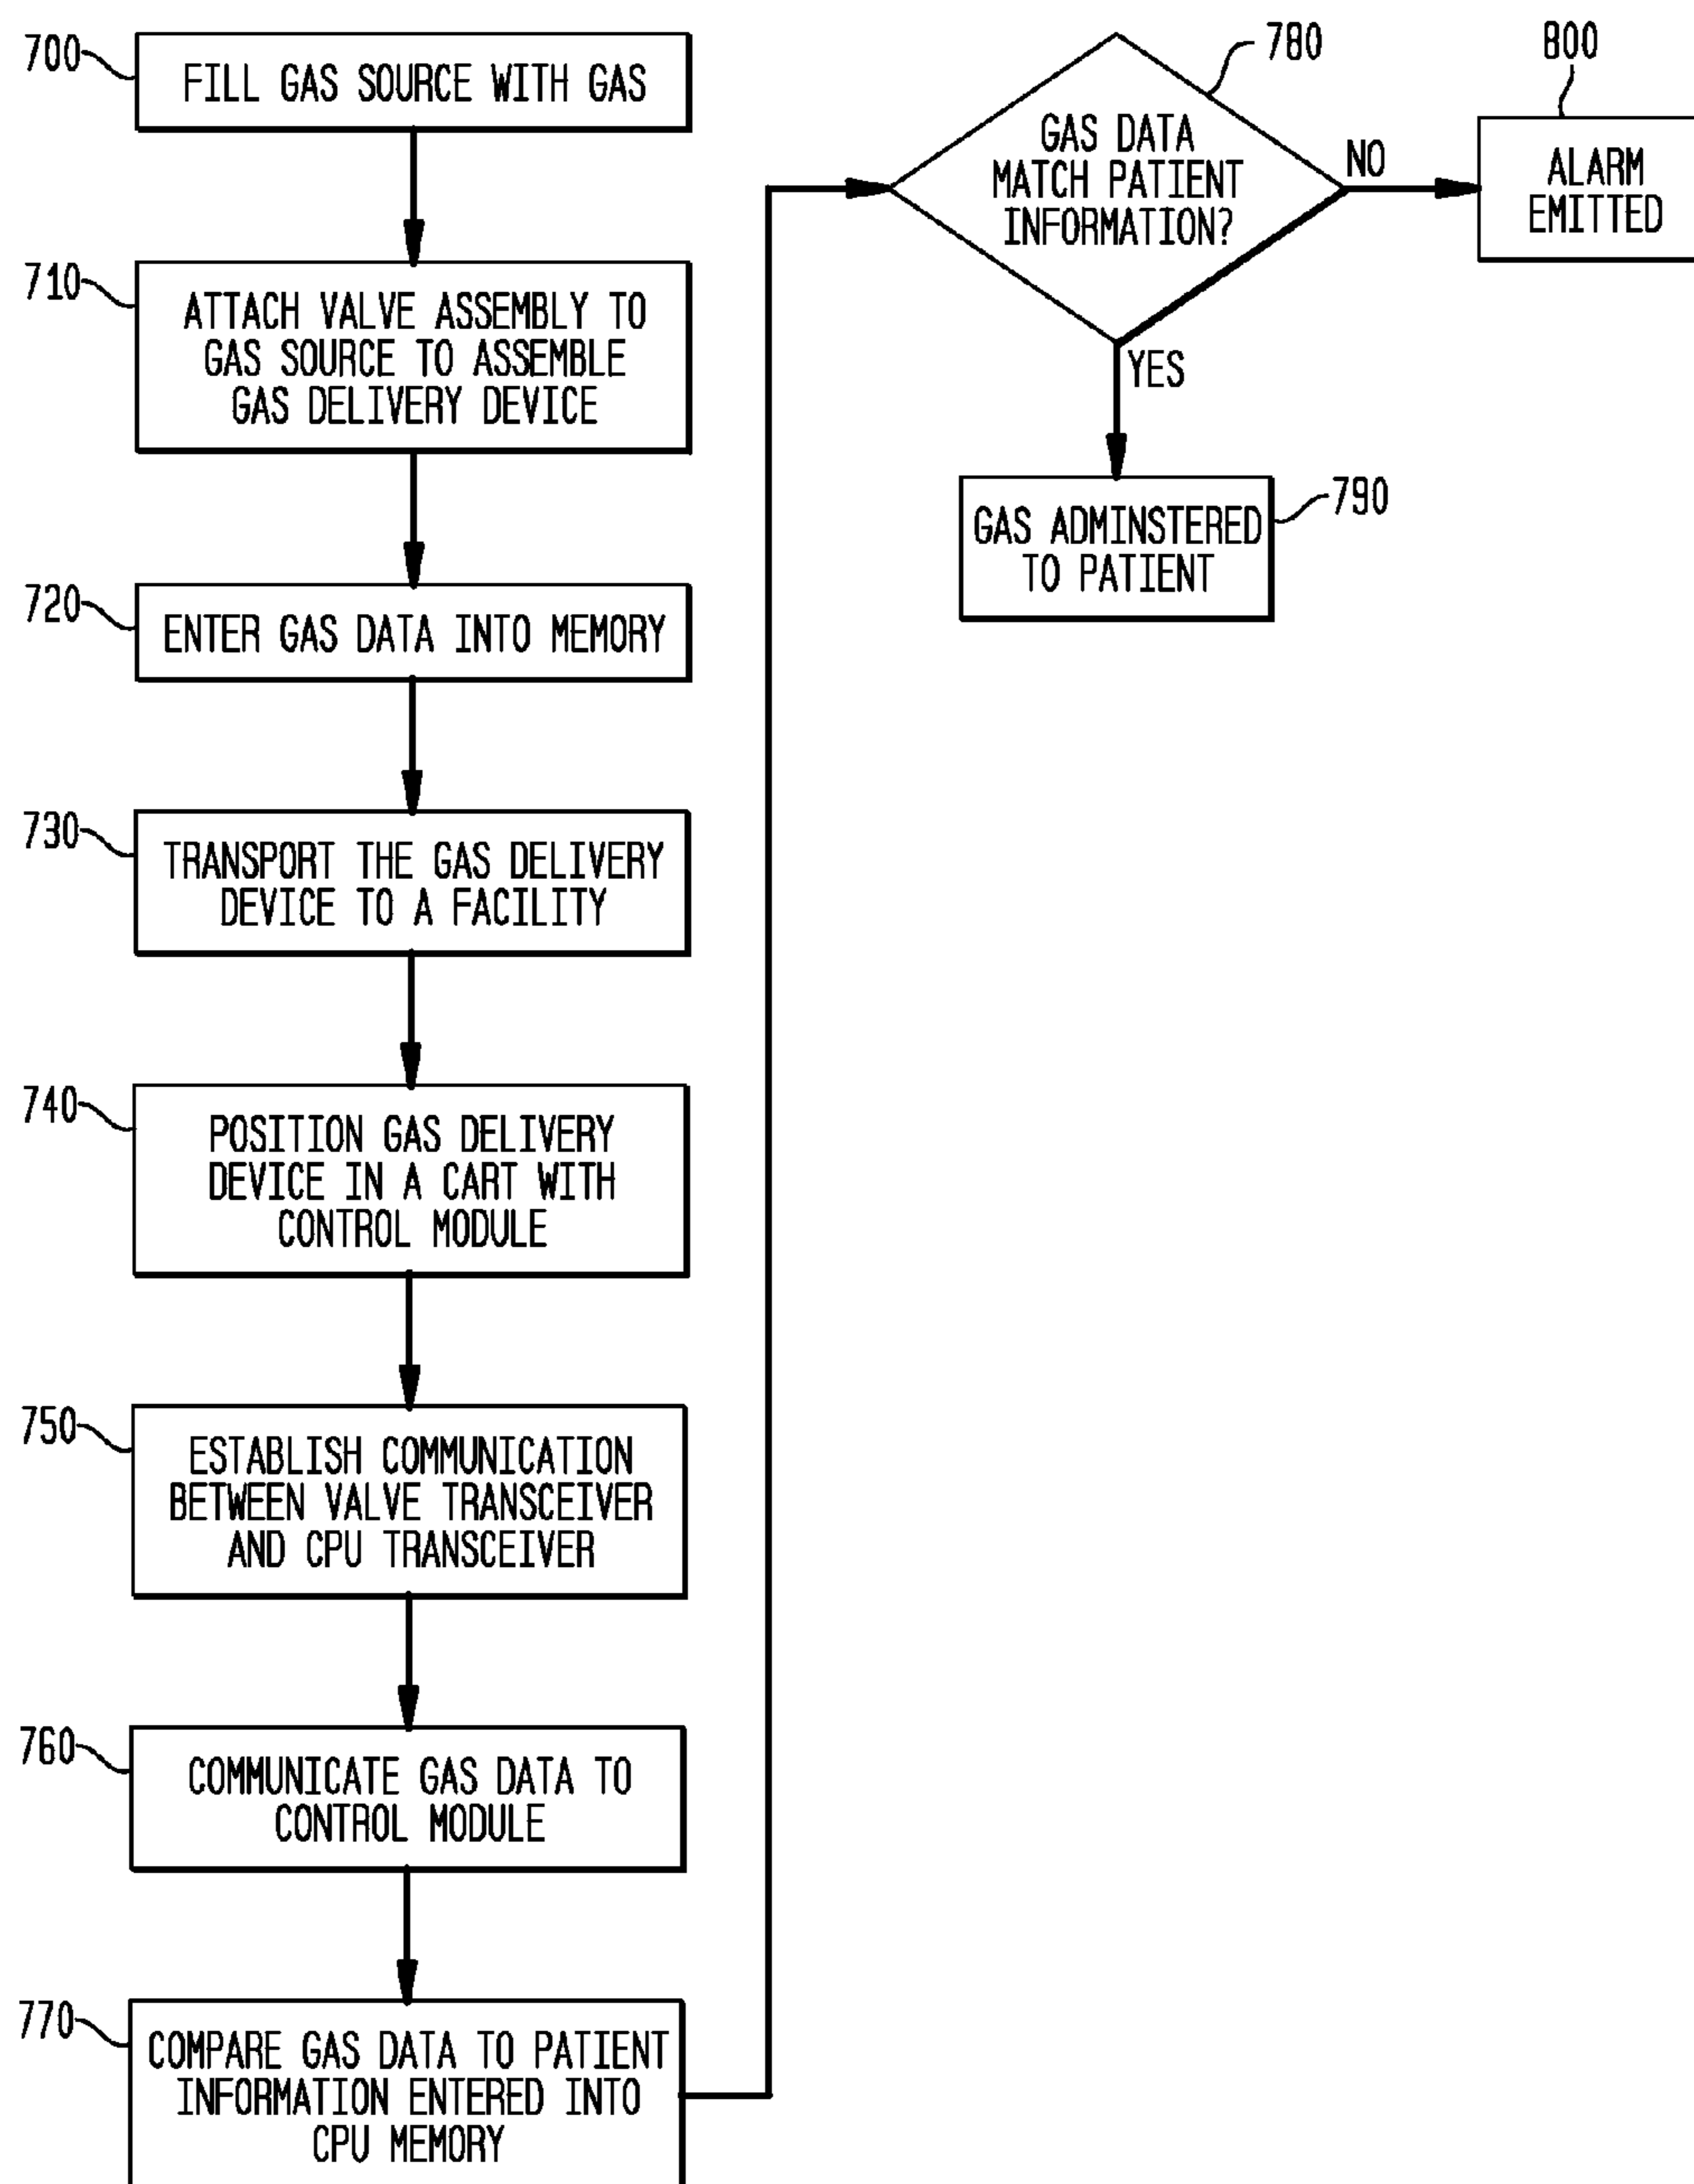 700
FILL GAS SOURCE WITH GAS
710
ATTACH VALVE ASSEMBLY TO
GAS SOURCE TO ASSEMBLE
GAS DELIVERY DEVICE
720
ENTER GAS DATA INTO MEMORY
730
TRANSPORT THE GAS DELIVERY
DEVICE TO A FACILITY
740
POSITION GAS DELIVERY
DEVICE IN A CART WITH
CONTROL MODULE
750
ESTABLISH COMMUNICATION
BETWEEN VALVE TRANSCEIVER
AND CPU TRANSCEIVER
760
COMMUNICATE GAS DATA TO
CONTROL MODULE
770
COMPARE GAS DATA TO PATIENT
INFORMATION ENTERED INTO
CPU MEMORY
780
GAS DATA
MATCH PATIENT
INFORMATION?
NO
800
ALARM
EMITTED
YES
790
GAS ADMINSTERED
TO PATIENT